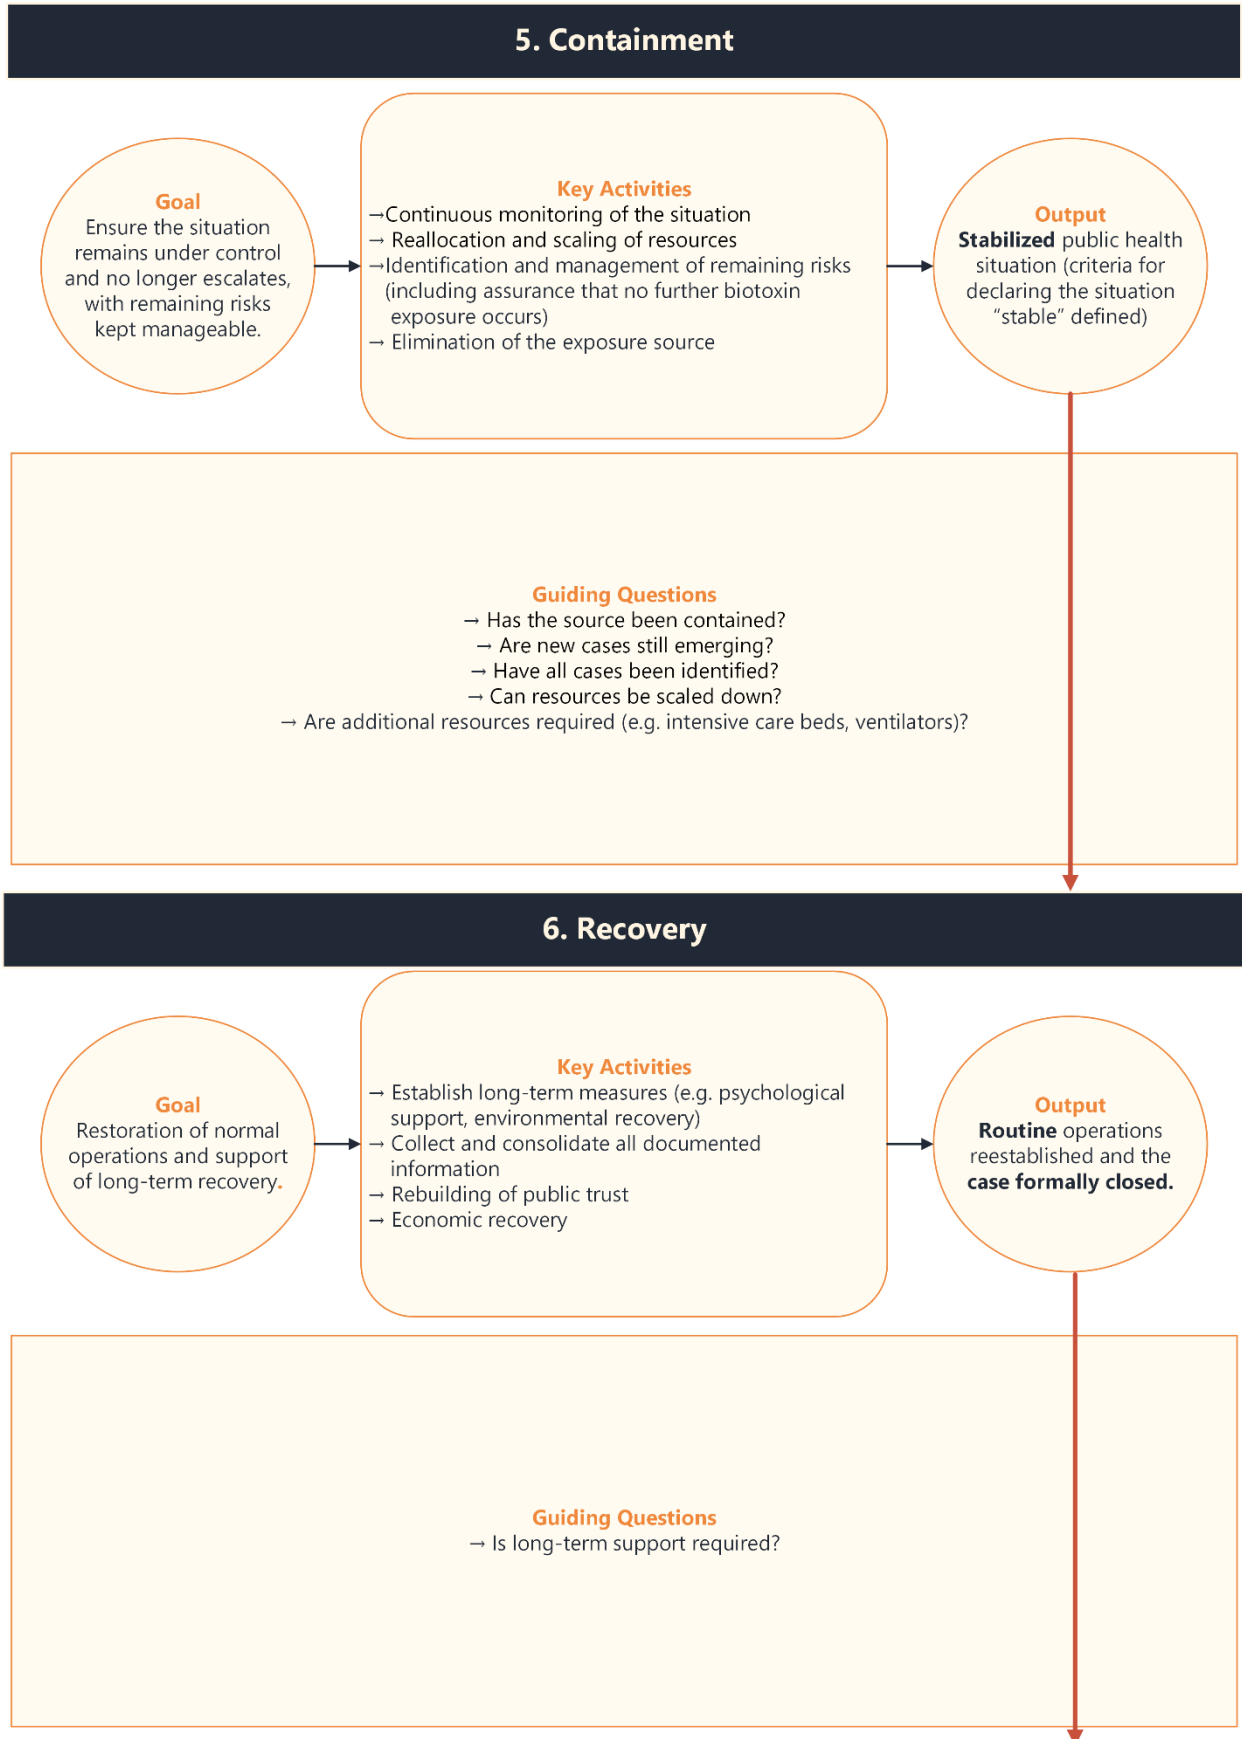 5. Containment
Goal
Ensure the situation
remains under control
and no longer escalates,
with remaining risks
kept manageable.
Key Activities
→Continuous monitoring of the situation
→ Reallocation and scaling of resources
→Identification and management of remaining risks
(including assurance that no further biotoxin
exposure occurs)
→ Elimination of the exposure source
Output
Stabilized public health
situation (criteria for
declaring the situation
“stable” defined)
Guiding Questions
→ Has the source been contained?
→ Are new cases still emerging?
→ Have all cases been identified?
→ Can resources be scaled down?
→ Are additional resources required (e.g. intensive care beds, ventilators)?
6. Recovery
Goal
Restoration of normal
operations and support
of long-term recovery.
Key Activities
→ Establish long-term measures (e.g. psychological
support, environmental recovery)
→ Collect and consolidate all documented
information
→ Rebuilding of public trust
→ Economic recovery
Output
Routine operations
reestablished and the
case formally closed.
Guiding Questions
→ Is long-term support required?